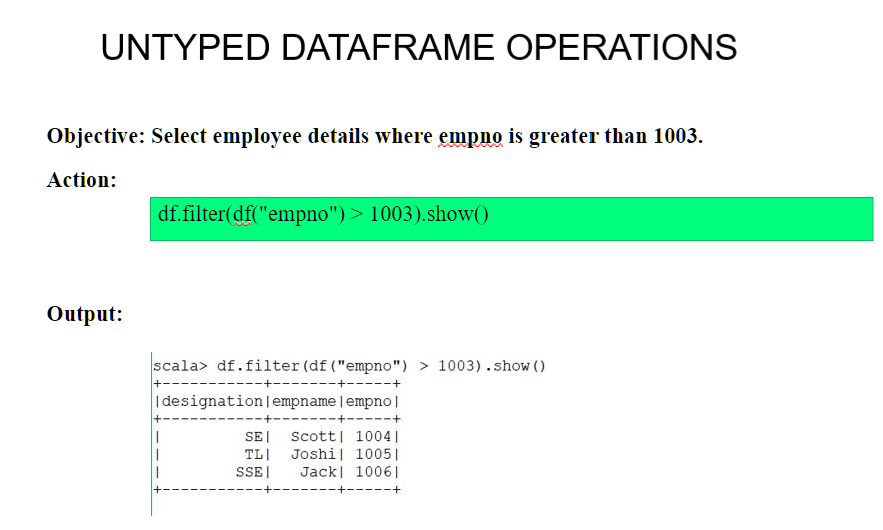 UNTYPED DATAFRAME OPERATIONS
Objective: Select employee details where empno is greater than 1003.
Action:
df.filter(df("empno") > 1003).show()
Output:
scala> df.filter(df("empno") > 1003).show()
+-----------+-------+-----+
|designation|empname|empno|
+-----------+-------+-----+
|         SE|  Scott| 1004|
|         TL|  Joshi| 1005|
|        SSE|   Jack| 1006|
+-----------+-------+-----+